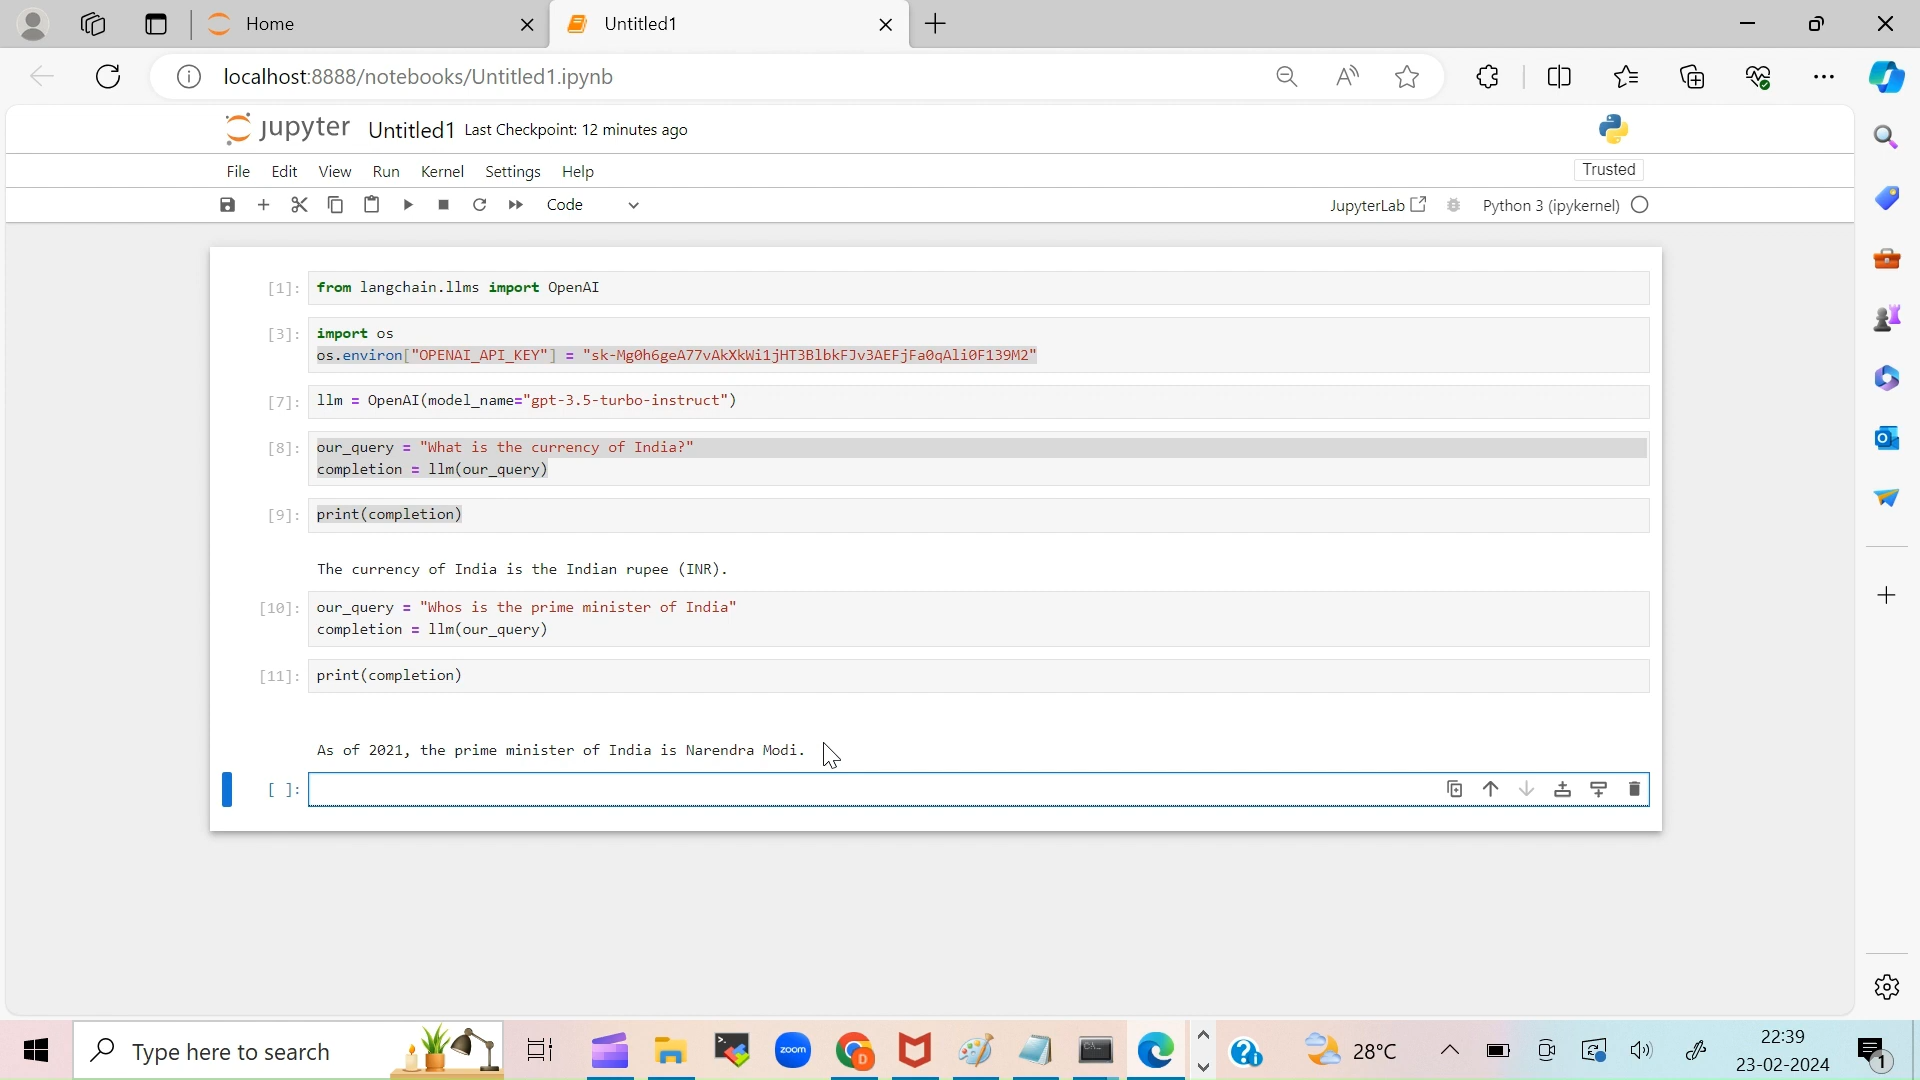 Home
Untitled1
localhost:8888/notebooks/Untitled1.ipynb
jupyter Untitled1 Last Checkpoint: 12 minutes ago
File Edit View Run Kernel Settings Help
Trusted
Code
JupyterLab
Python 3 (ipykernel)
[1]: from langchain.llms import OpenAI
[3]: import os
os.environ["OPENAI_API_KEY"] = "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"
[7]: llm = OpenAI(model_name="gpt-3.5-turbo-instruct")
[8]: our_query = "What is the currency of India?"
completion = llm(our_query)
[9]: print(completion)
The currency of India is the Indian rupee (INR).
[10]: our_query = "Whos is the prime minister of India"
completion = llm(our_query)
[11]: print(completion)
As of 2021, the prime minister of India is Narendra Modi.
[ ]:
Type here to search
zoom
D
28°C
22:39
23-02-2024
1